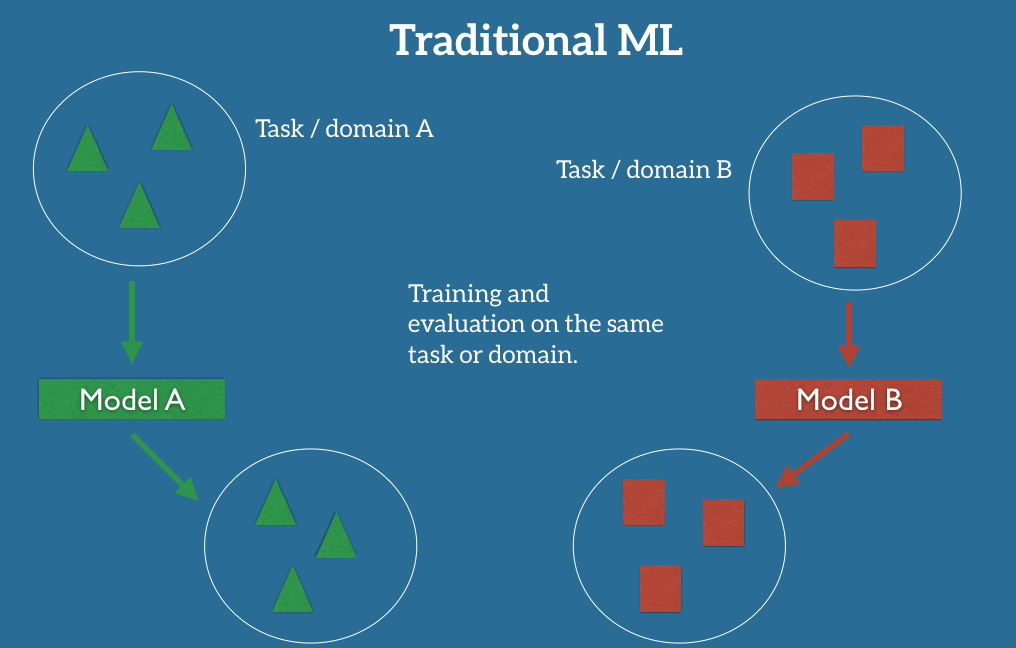 Traditional ML
Task / domain A
Task / domain B
Training and
evaluation on the same
task or domain.
Model A
Model B